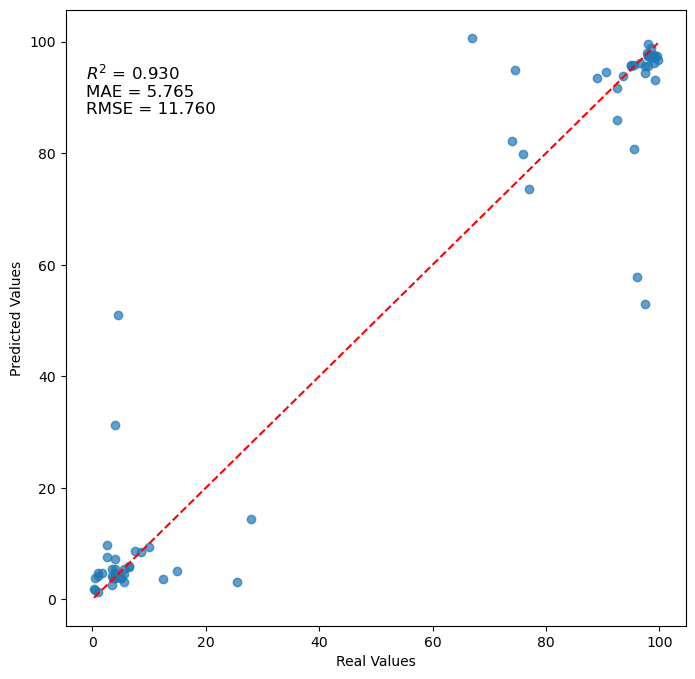 100
80
60
40
20
0
Predicted Values
R² = 0.930
MAE = 5.765
RMSE = 11.760
0 20 40 60 80 100
Real Values